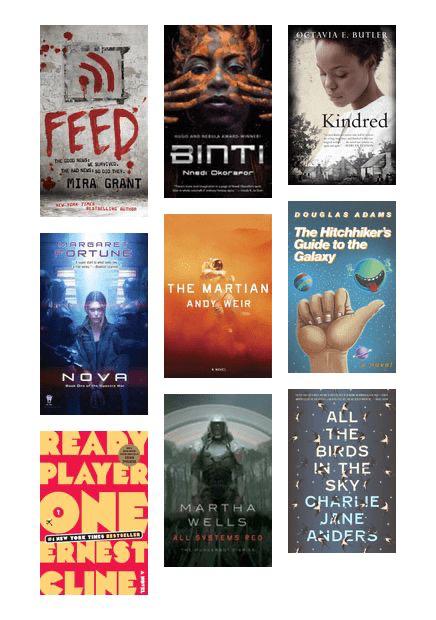 FEED
THE GOOD NEWS:
WE SURVIVED.
THE BAD NEWS:
SO DID THEY.
MIRA GRANT
NEW YORK TIMES
BESTSELLING AUTHOR
HUGO AND NEBULA AWARD-WINNER!
BINTI
Nnedi Okorafor
OCTAVIA E. BUTLER
Kindred
MARGARET
FORTUNE
NOVA
Book One of the Spectre War
THE MARTIAN
ANDY WEIR
A NOVEL
DOUGLAS ADAMS
The Hitchhiker's
Guide to the
Galaxy
a novel
READY
PLAYER
ONE
#1 NEW YORK TIMES BESTSELLER
ERNEST
CLINE
A NOVEL
MARTHA
WELLS
ALL SYSTEMS RED
THE MURDERBOT DIARIES
ALL
THE
BIRDS
IN THE
SKY
CHARLIE
JANE
ANDERS